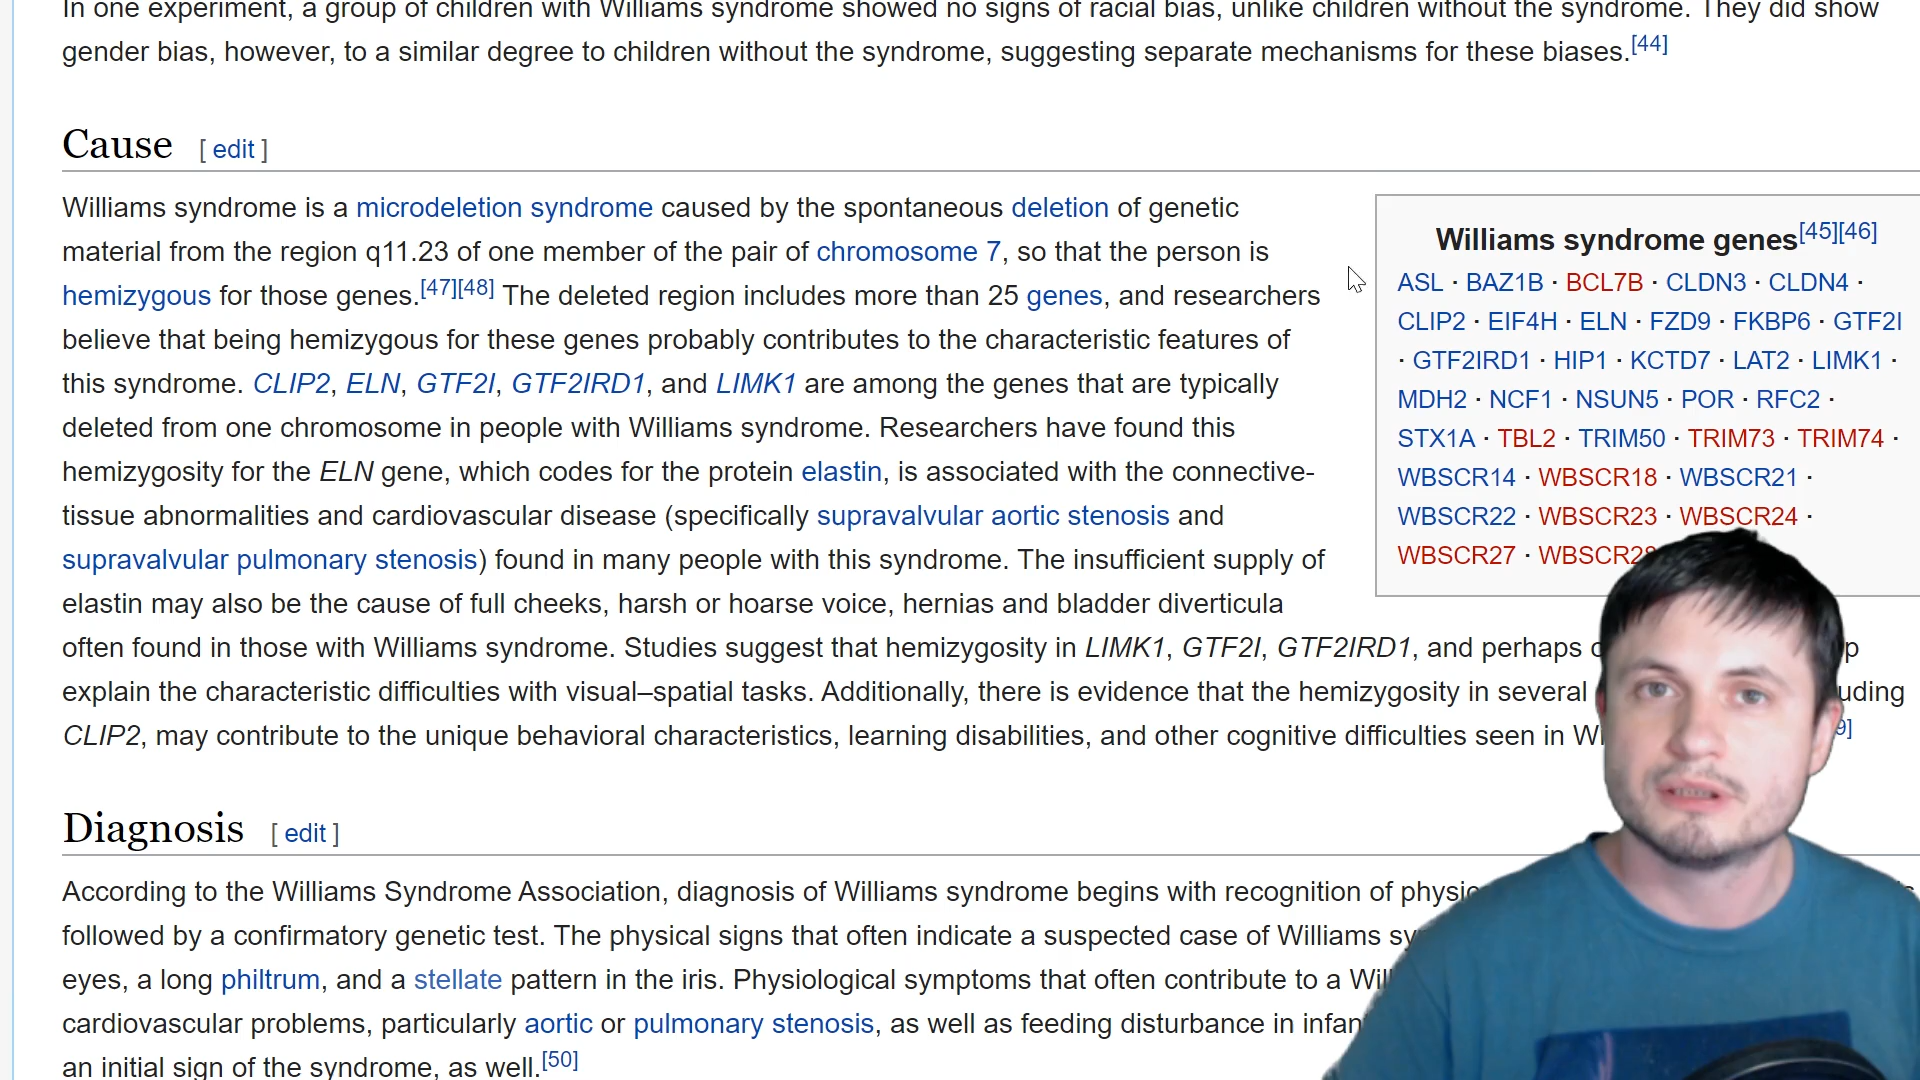 In one experiment, a group of children with Williams syndrome showed no signs of racial bias, unlike children without the syndrome. They did show
gender bias, however, to a similar degree to children without the syndrome, suggesting separate mechanisms for these biases.[44]
Cause [ edit ]
Williams syndrome is a microdeletion syndrome caused by the spontaneous deletion of genetic
material from the region q11.23 of one member of the pair of chromosome 7, so that the person is
hemizygous for those genes.[47][48] The deleted region includes more than 25 genes, and researchers
believe that being hemizygous for these genes probably contributes to the characteristic features of
this syndrome. CLIP2, ELN, GTF2I, GTF2IRD1, and LIMK1 are among the genes that are typically
deleted from one chromosome in people with Williams syndrome. Researchers have found this
hemizygosity for the ELN gene, which codes for the protein elastin, is associated with the connective-
tissue abnormalities and cardiovascular disease (specifically supravalvular aortic stenosis and
supravalvular pulmonary stenosis) found in many people with this syndrome. The insufficient supply of
elastin may also be the cause of full cheeks, harsh or hoarse voice, hernias and bladder diverticula
often found in those with Williams syndrome. Studies suggest that hemizygosity in LIMK1, GTF2I, GTF2IRD1, and perhaps
explain the characteristic difficulties with visual–spatial tasks. Additionally, there is evidence that the hemizygosity in several
CLIP2, may contribute to the unique behavioral characteristics, learning disabilities, and other cognitive difficulties seen in
Williams syndrome genes[45][46]
ASL · BAZ1B · BCL7B · CLDN3 · CLDN4 ·
CLIP2 · EIF4H · ELN · FZD9 · FKBP6 · GTF2I
· GTF2IRD1 · HIP1 · KCTD7 · LAT2 · LIMK1 ·
MDH2 · NCF1 · NSUN5 · POR · RFC2 ·
STX1A · TBL2 · TRIM50 · TRIM73 · TRIM74 ·
WBSCR14 · WBSCR18 · WBSCR21 ·
WBSCR22 · WBSCR23 · WBSCR24 ·
WBSCR27 · WBSCR28
Diagnosis [ edit ]
According to the Williams Syndrome Association, diagnosis of Williams syndrome begins with recognition of
followed by a confirmatory genetic test. The physical signs that often indicate a suspected case of Williams
eyes, a long philtrum, and a stellate pattern in the iris. Physiological symptoms that often contribute to a
cardiovascular problems, particularly aortic or pulmonary stenosis, as well as feeding disturbance in
an initial sign of the syndrome, as well.[50]